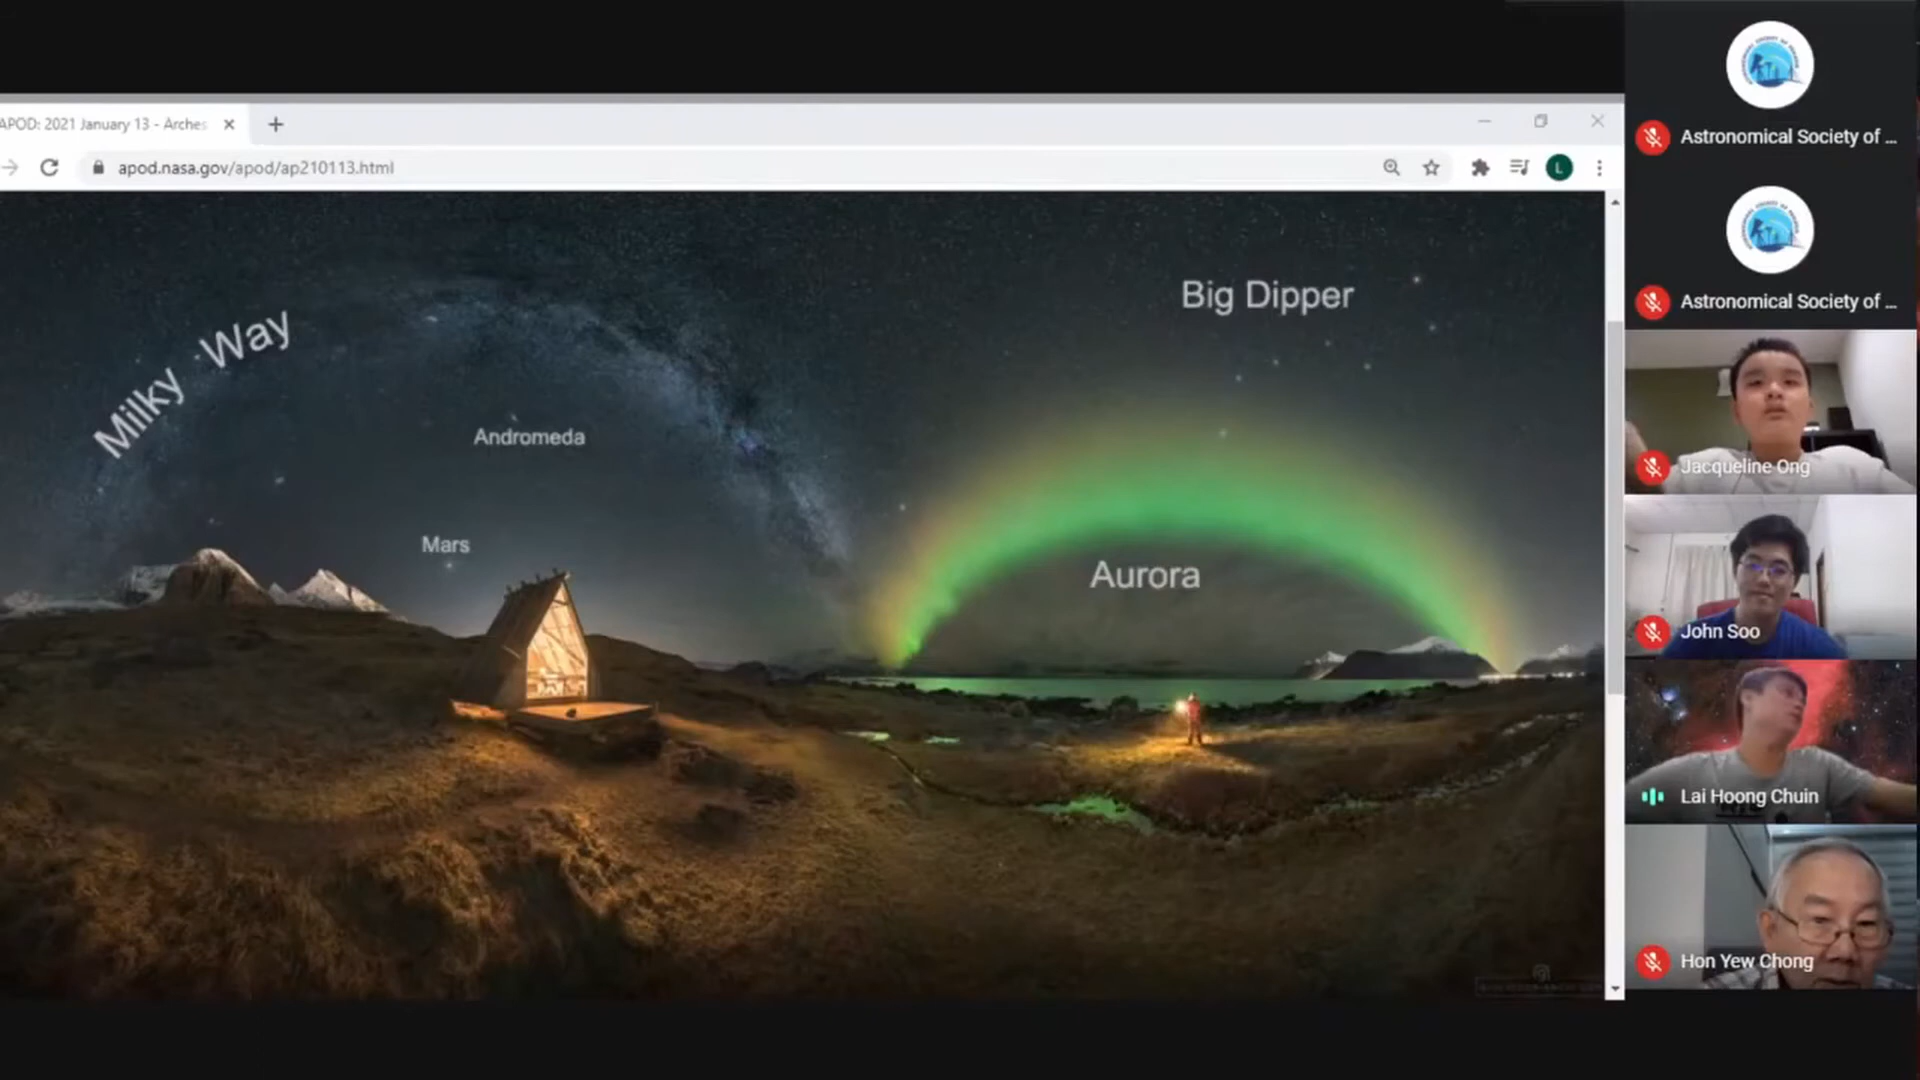 APOD: 2021 January 13 - Arches
apod.nasa.gov/apod/ap210113.html
L
Milky Way
Big Dipper
Andromeda
Mars
Aurora
Astronomical Society of ...
Astronomical Society of ...
Jacqueline Ong
John Soo
Lai Hoong Chuin
Hon Yew Chong